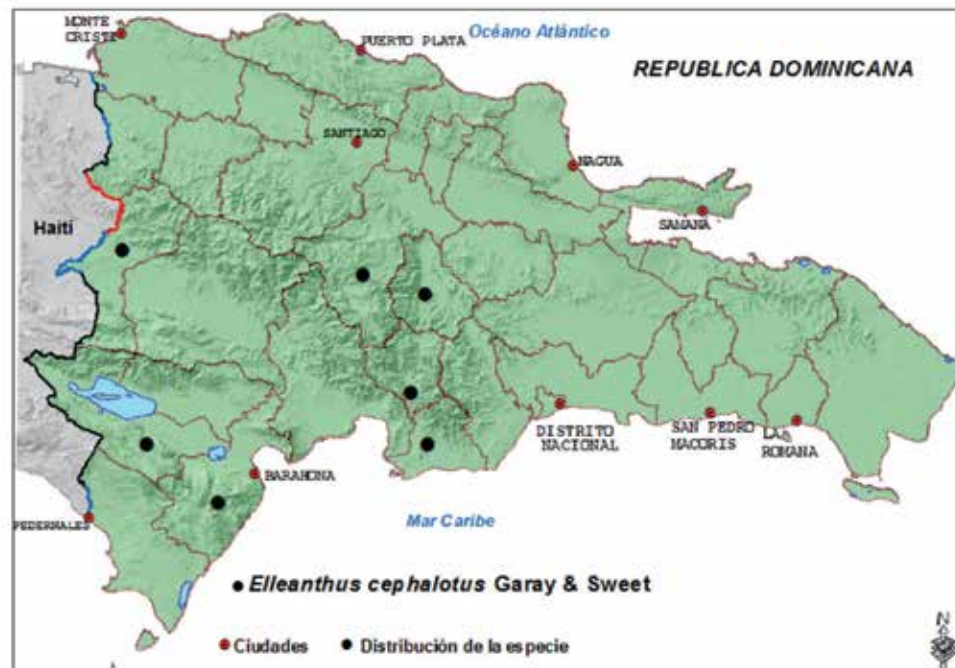 MONTE
CRISTI
PUERTO PLATA
Océano Atlántico
REPUBLICA DOMINICANA
SANTIAGO
NAGUA
SAMANA
Haití
DISTRITO
NACIONAL
SAN PEDRO
MACORIS
LA
ROMANA
BARAHONA
PEDERNALES
Mar Caribe
Elleanthus cephalotus Garay & Sweet
Ciudades
Distribución de la especie
N